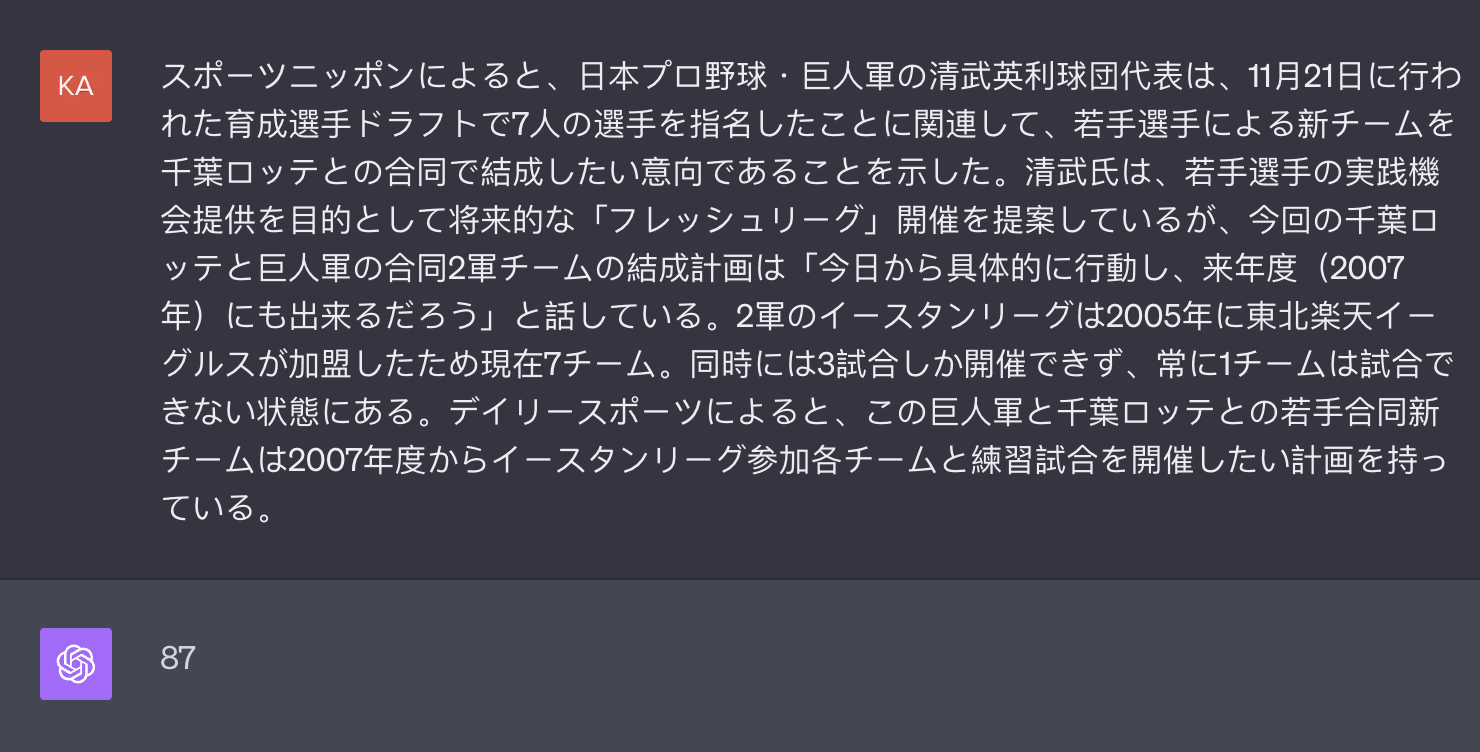 KA
スポーツニッポンによると、日本プロ野球・巨人軍の清武英利球団代表は、11月21日に行わ
れた育成選手ドラフトで7人の選手を指名したことに関連して、若手選手による新チームを
千葉ロッテとの合同で結成したい意向であることを示した。清武氏は、若手選手の実践機
会提供を目的として将来的な「フレッシュリーグ」開催を提案しているが、今回の千葉ロ
ッテと巨人軍の合同2軍チームの結成計画は「今日から具体的に行動し、来年度（2007
年）にも出来るだろう」と話している。2軍のイースタンリーグは2005年に東北楽天イー
グルスが加盟したため現在7チーム。同時には3試合しか開催できず、常に1チームは試合で
きない状態にある。デイリースポーツによると、この巨人軍と千葉ロッテとの若手合同新
チームは2007年度からイースタンリーグ参加各チームと練習試合を開催したい計画を持っ
ている。
87